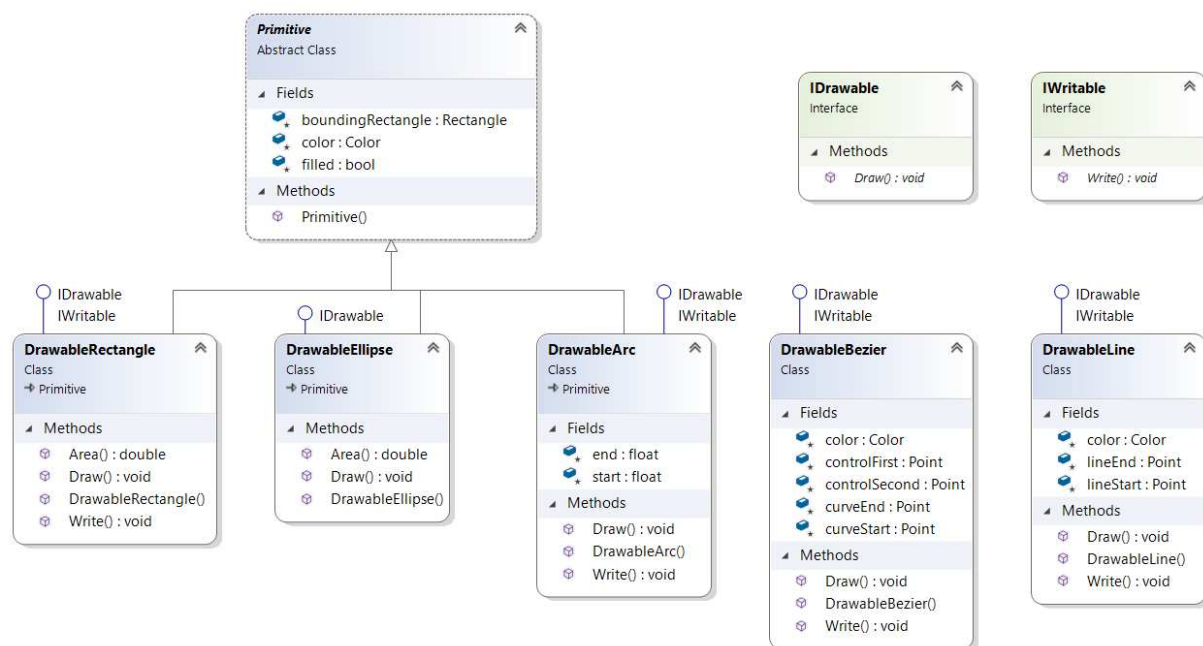 Primitive
Abstract Class
Fields
boundingRectangle : Rectangle
color : Color
filled : bool
Methods
Primitive()
IDrawable
Interface
Methods
Draw() : void
IWritable
Interface
Methods
Write() : void
IDrawable
IWritable
DrawableRectangle
Class
Primitive
Methods
Area() : double
Draw() : void
DrawableRectangle()
Write() : void
IDrawable
DrawableEllipse
Class
Primitive
Methods
Area() : double
Draw() : void
DrawableEllipse()
IDrawable
IWritable
DrawableArc
Class
Primitive
Fields
end : float
start : float
Methods
Draw() : void
DrawableArc()
Write() : void
IDrawable
IWritable
DrawableBezier
Class
Fields
color : Color
controlFirst : Point
controlSecond : Point
curveEnd : Point
curveStart : Point
Methods
Draw() : void
DrawableBezier()
Write() : void
IDrawable
IWritable
DrawableLine
Class
Fields
color : Color
lineEnd : Point
lineStart : Point
Methods
Draw() : void
DrawableLine()
Write() : void